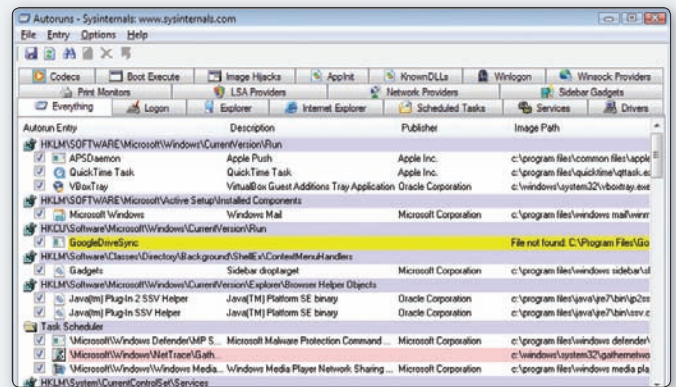 Autoruns - Sysinternals: www.sysinternals.com
File Entry Options Help
Codecs Boot Execute Image Hijacks AppInit KnownDLLs Winlogon Winsock Providers
Print Monitors LSA Providers Network Providers Sidebar Gadgets
Everything Logon Explorer Internet Explorer Scheduled Tasks Services Drivers
Autorun Entry Description Publisher Image Path
HKLM\SOFTWARE\Microsoft\Windows\CurrentVersion\Run
APSDaemon Apple Push Apple Inc. c:\program files\common files\apple
QuickTime Task QuickTime Task Apple Inc. c:\program files\quicktime\qttask.ex
VBoxTray VirtualBox Guest Additions Tray Application Oracle Corporation c:\windows\system32\vboxtray.exe
HKLM\SOFTWARE\Microsoft\Active Setup\Installed Components
Microsoft Windows Windows Mail Microsoft Corporation c:\program files\windows mail\winm
HKCU\Software\Microsoft\Windows\CurrentVersion\Run
GoogleDriveSync File not found: C:\Program Files\Go
HKLM\Software\Classes\Directory\Background\ShellEx\ContextMenuHandlers
Gadgets Sidebar droptarget Microsoft Corporation c:\program files\windows sidebar\sl
HKLM\Software\Microsoft\Windows\CurrentVersion\Explorer\Browser Helper Objects
Java(tm) Plug-In 2 SSV Helper Java(TM) Platform SE binary Oracle Corporation c:\program files\java\jre7\bin\jp2ss
Java(tm) Plug-In SSV Helper Java(TM) Platform SE binary Oracle Corporation c:\program files\java\jre7\bin\ssv.c
Task Scheduler
\Microsoft\Windows Defender\MP S... Microsoft Malware Protection Command ... Microsoft Corporation c:\program files\windows defender\
\Microsoft\Windows\NetTrace\Gath... c:\windows\system32\gathernetwo
\Microsoft\Windows\Windows Media... Windows Media Player Network Sharing ... Microsoft Corporation c:\program files\windows media pla
HKLM\System\CurrentControlSet\Services